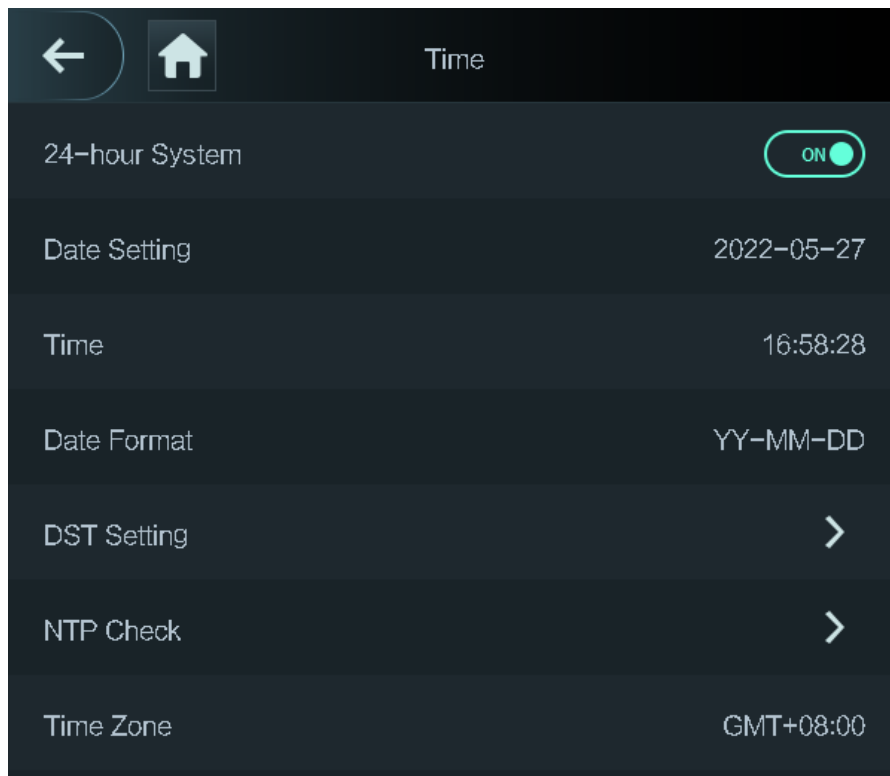 Time
24-hour System ON
Date Setting 2022-05-27
Time 16:58:28
Date Format YY-MM-DD
DST Setting
NTP Check
Time Zone GMT+08:00